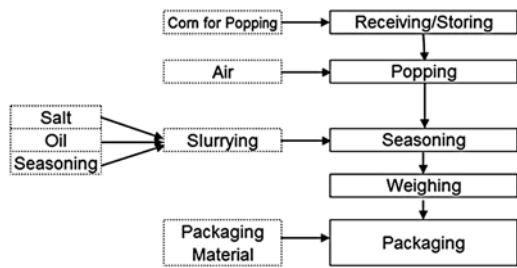 Corn for Popping
Receiving/Storing
Air
Popping
Salt
Oil
Seasoning
Slurrying
Seasoning
Weighing
Packaging
Material
Packaging